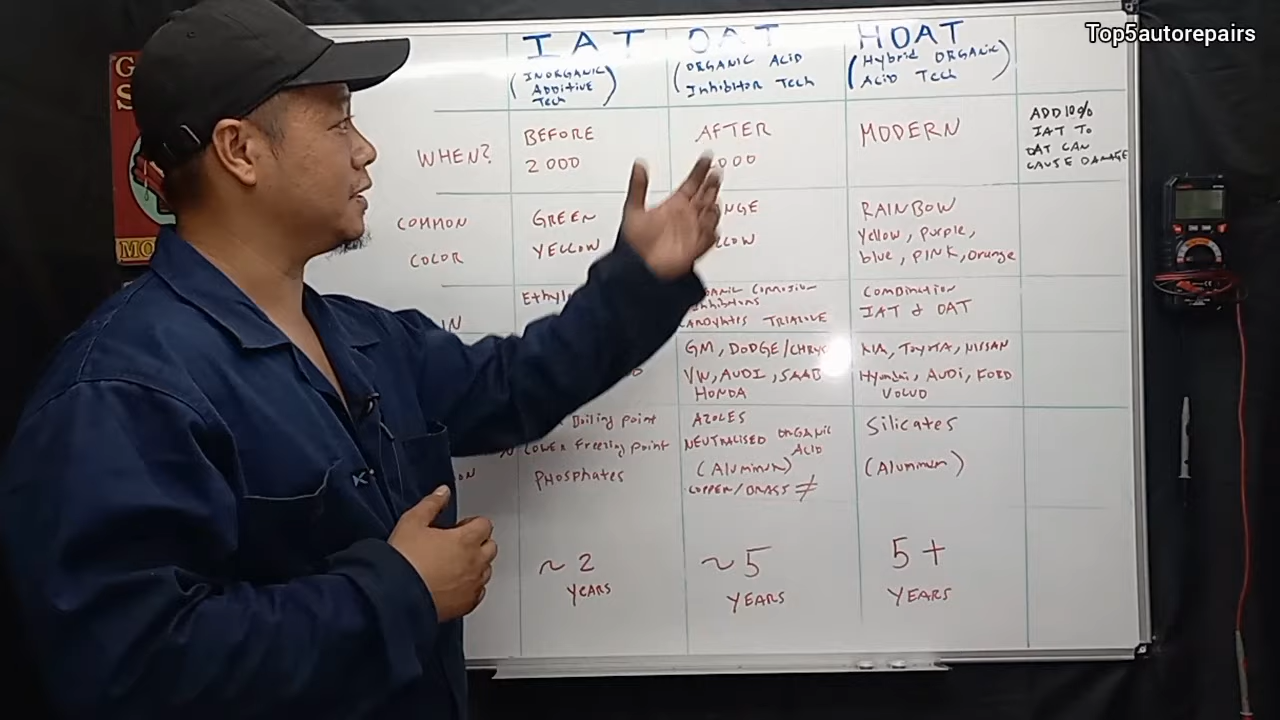 Top5autorepairs
IAT
(INORGANIC
ADDITIVE
Tech)
OAT
(ORGANIC ACID
InhibitoR Tech)
HOAT
(Hybrid ORGANIC
ACID Tech)
WHEN?
BEFORE
2000
AFTER
MODERN
ADD 10%
IAT TO
OAT CAN
CAUSE DAMAGE
COMMON
COLOR
GREEN
YELLOW
RAINBOW
Yellow, purple,
blue, PINK, Orange
Corrosion
TRIAZOLE
COMBINATION
IAT & OAT
GM, DODGE/CHRYS
VW, AUDI, SAAB
HONDA
KIA, TOYOTA, NISSAN
Hyundai, AUDI, FORD
VOLVO
Boiling point
LOWER Freezing Point
PHosphates
AZOLES
NEUTRALISED ORGANIC
ACID
(Aluminum)
COPPER/BRASS ≠
Silicates
(Aluminum)
~ 2
YEARS
~ 5
YEARS
5+
YEARS